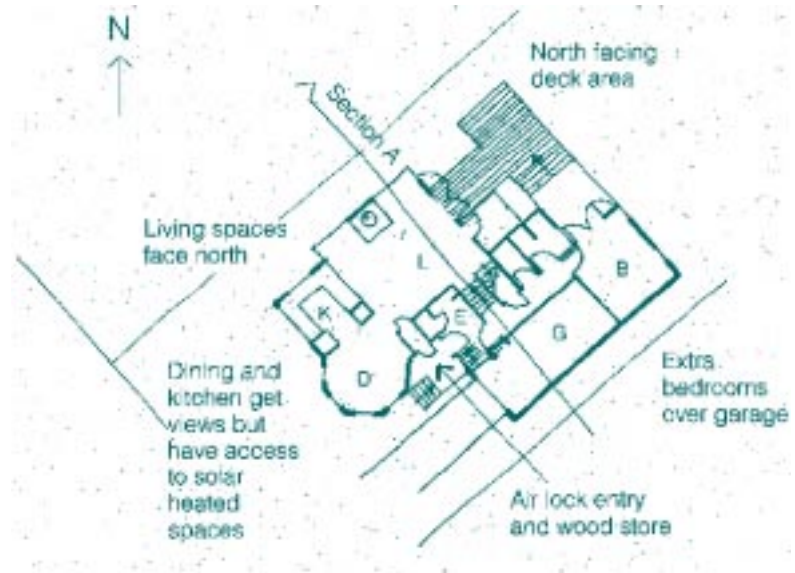 N
North facing
deck area
Section A
Living spaces
face north
L
B
K
E
G
D
Dining and
kitchen get
views but
have access
to solar
heated
spaces
Extra
bedrooms
over garage
Air lock entry
and wood store